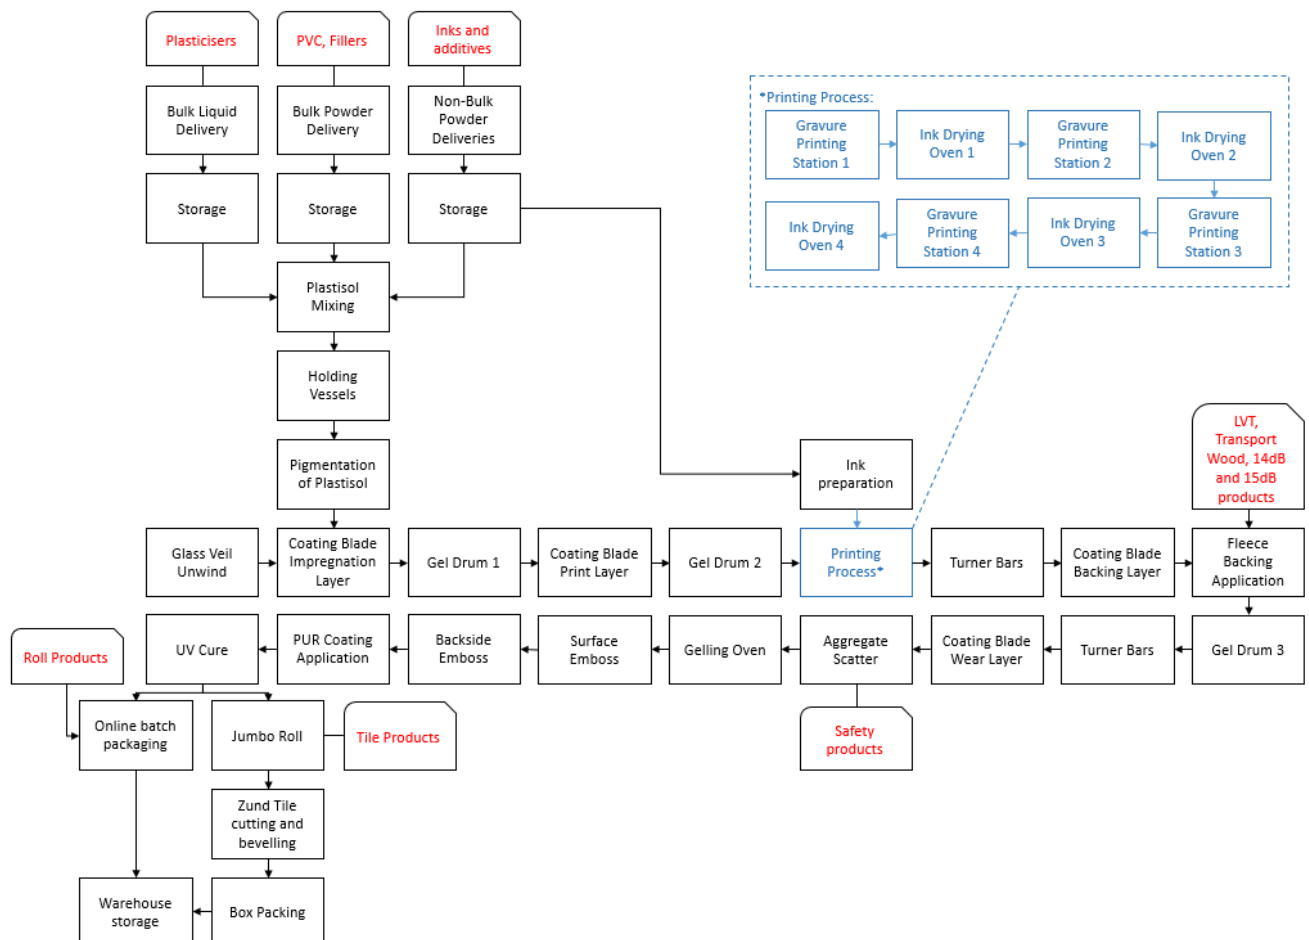 Plasticisers
PVC, Fillers
Inks and
additives
Bulk Liquid
Delivery
Bulk Powder
Delivery
Non-Bulk
Powder
Deliveries
Storage
Storage
Storage
*Printing Process:
Gravure
Printing
Station 1
Ink Drying
Oven 1
Gravure
Printing
Station 2
Ink Drying
Oven 2
Ink Drying
Oven 4
Gravure
Printing
Station 4
Ink Drying
Oven 3
Gravure
Printing
Station 3
Plastisol
Mixing
Holding
Vessels
Pigmentation
of Plastisol
Ink
preparation
LVT,
Transport
Wood, 14dB
and 15dB
products
Glass Veil
Unwind
Coating Blade
Impregnation
Layer
Gel Drum 1
Coating Blade
Print Layer
Gel Drum 2
Printing
Process*
Turner Bars
Coating Blade
Backing Layer
Fleece
Backing
Application
Roll Products
UV Cure
PUR Coating
Application
Backside
Emboss
Surface
Emboss
Gelling Oven
Aggregate
Scatter
Coating Blade
Wear Layer
Turner Bars
Gel Drum 3
Online batch
packaging
Jumbo Roll
Tile Products
Safety
products
Zund Tile
cutting and
bevelling
Warehouse
storage
Box Packing